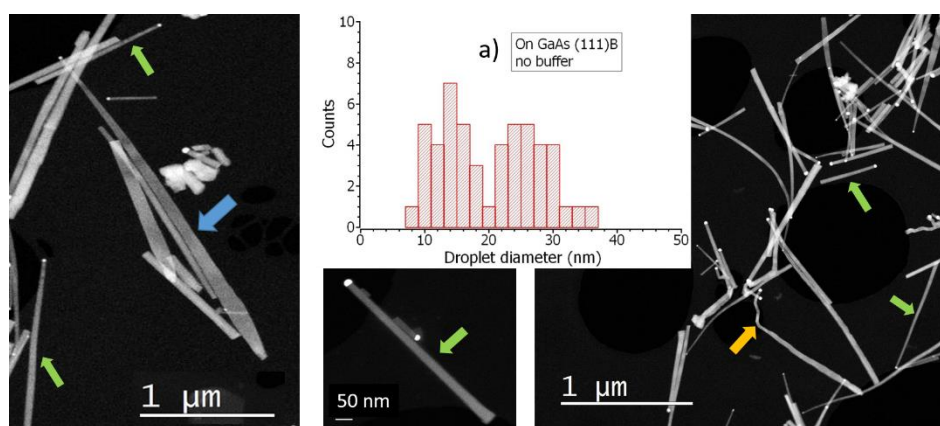 a)
On GaAs (111)B
no buffer
Counts
10
8
6
4
2
0
0
10
20
30
40
50
Droplet diameter (nm)
1 µm
50 nm
1 µm